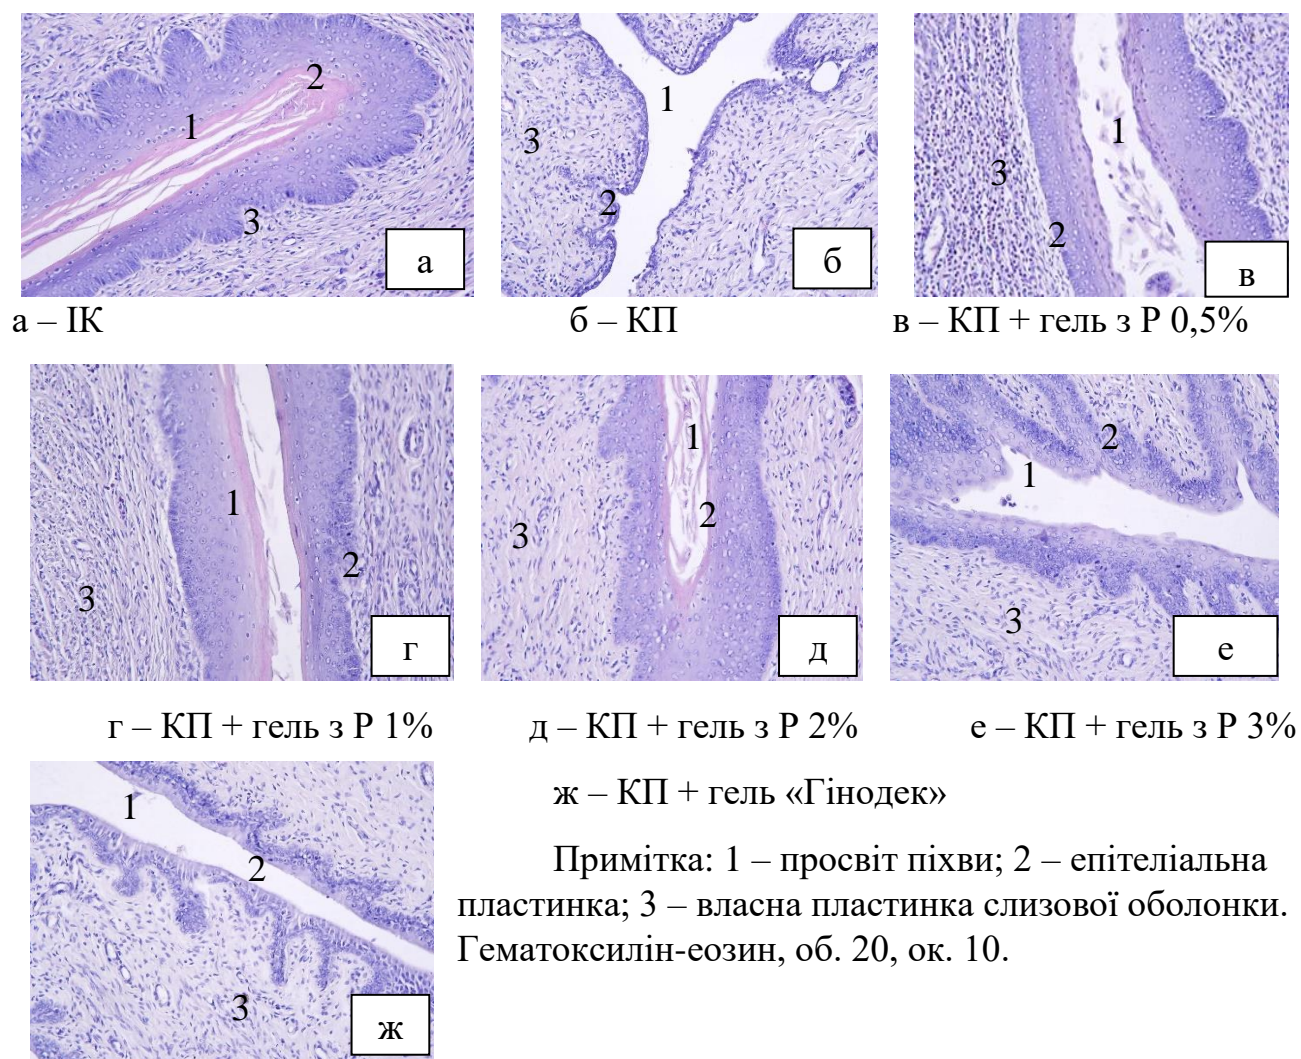 1
2
3
а
1
2
3
б
1
2
3
в
а – ІК
б – КП
в – КП + гель з Р 0,5%
1
2
3
г
1
2
3
д
1
2
3
е
г – КП + гель з Р 1%
д – КП + гель з Р 2%
е – КП + гель з Р 3%
1
2
3
ж
ж – КП + гель «Гінодек»
Примітка: 1 – просвіт піхви; 2 – епітеліальна
пластинка; 3 – власна пластинка слизової оболонки.
Гематоксилін-еозин, об. 20, ок. 10.